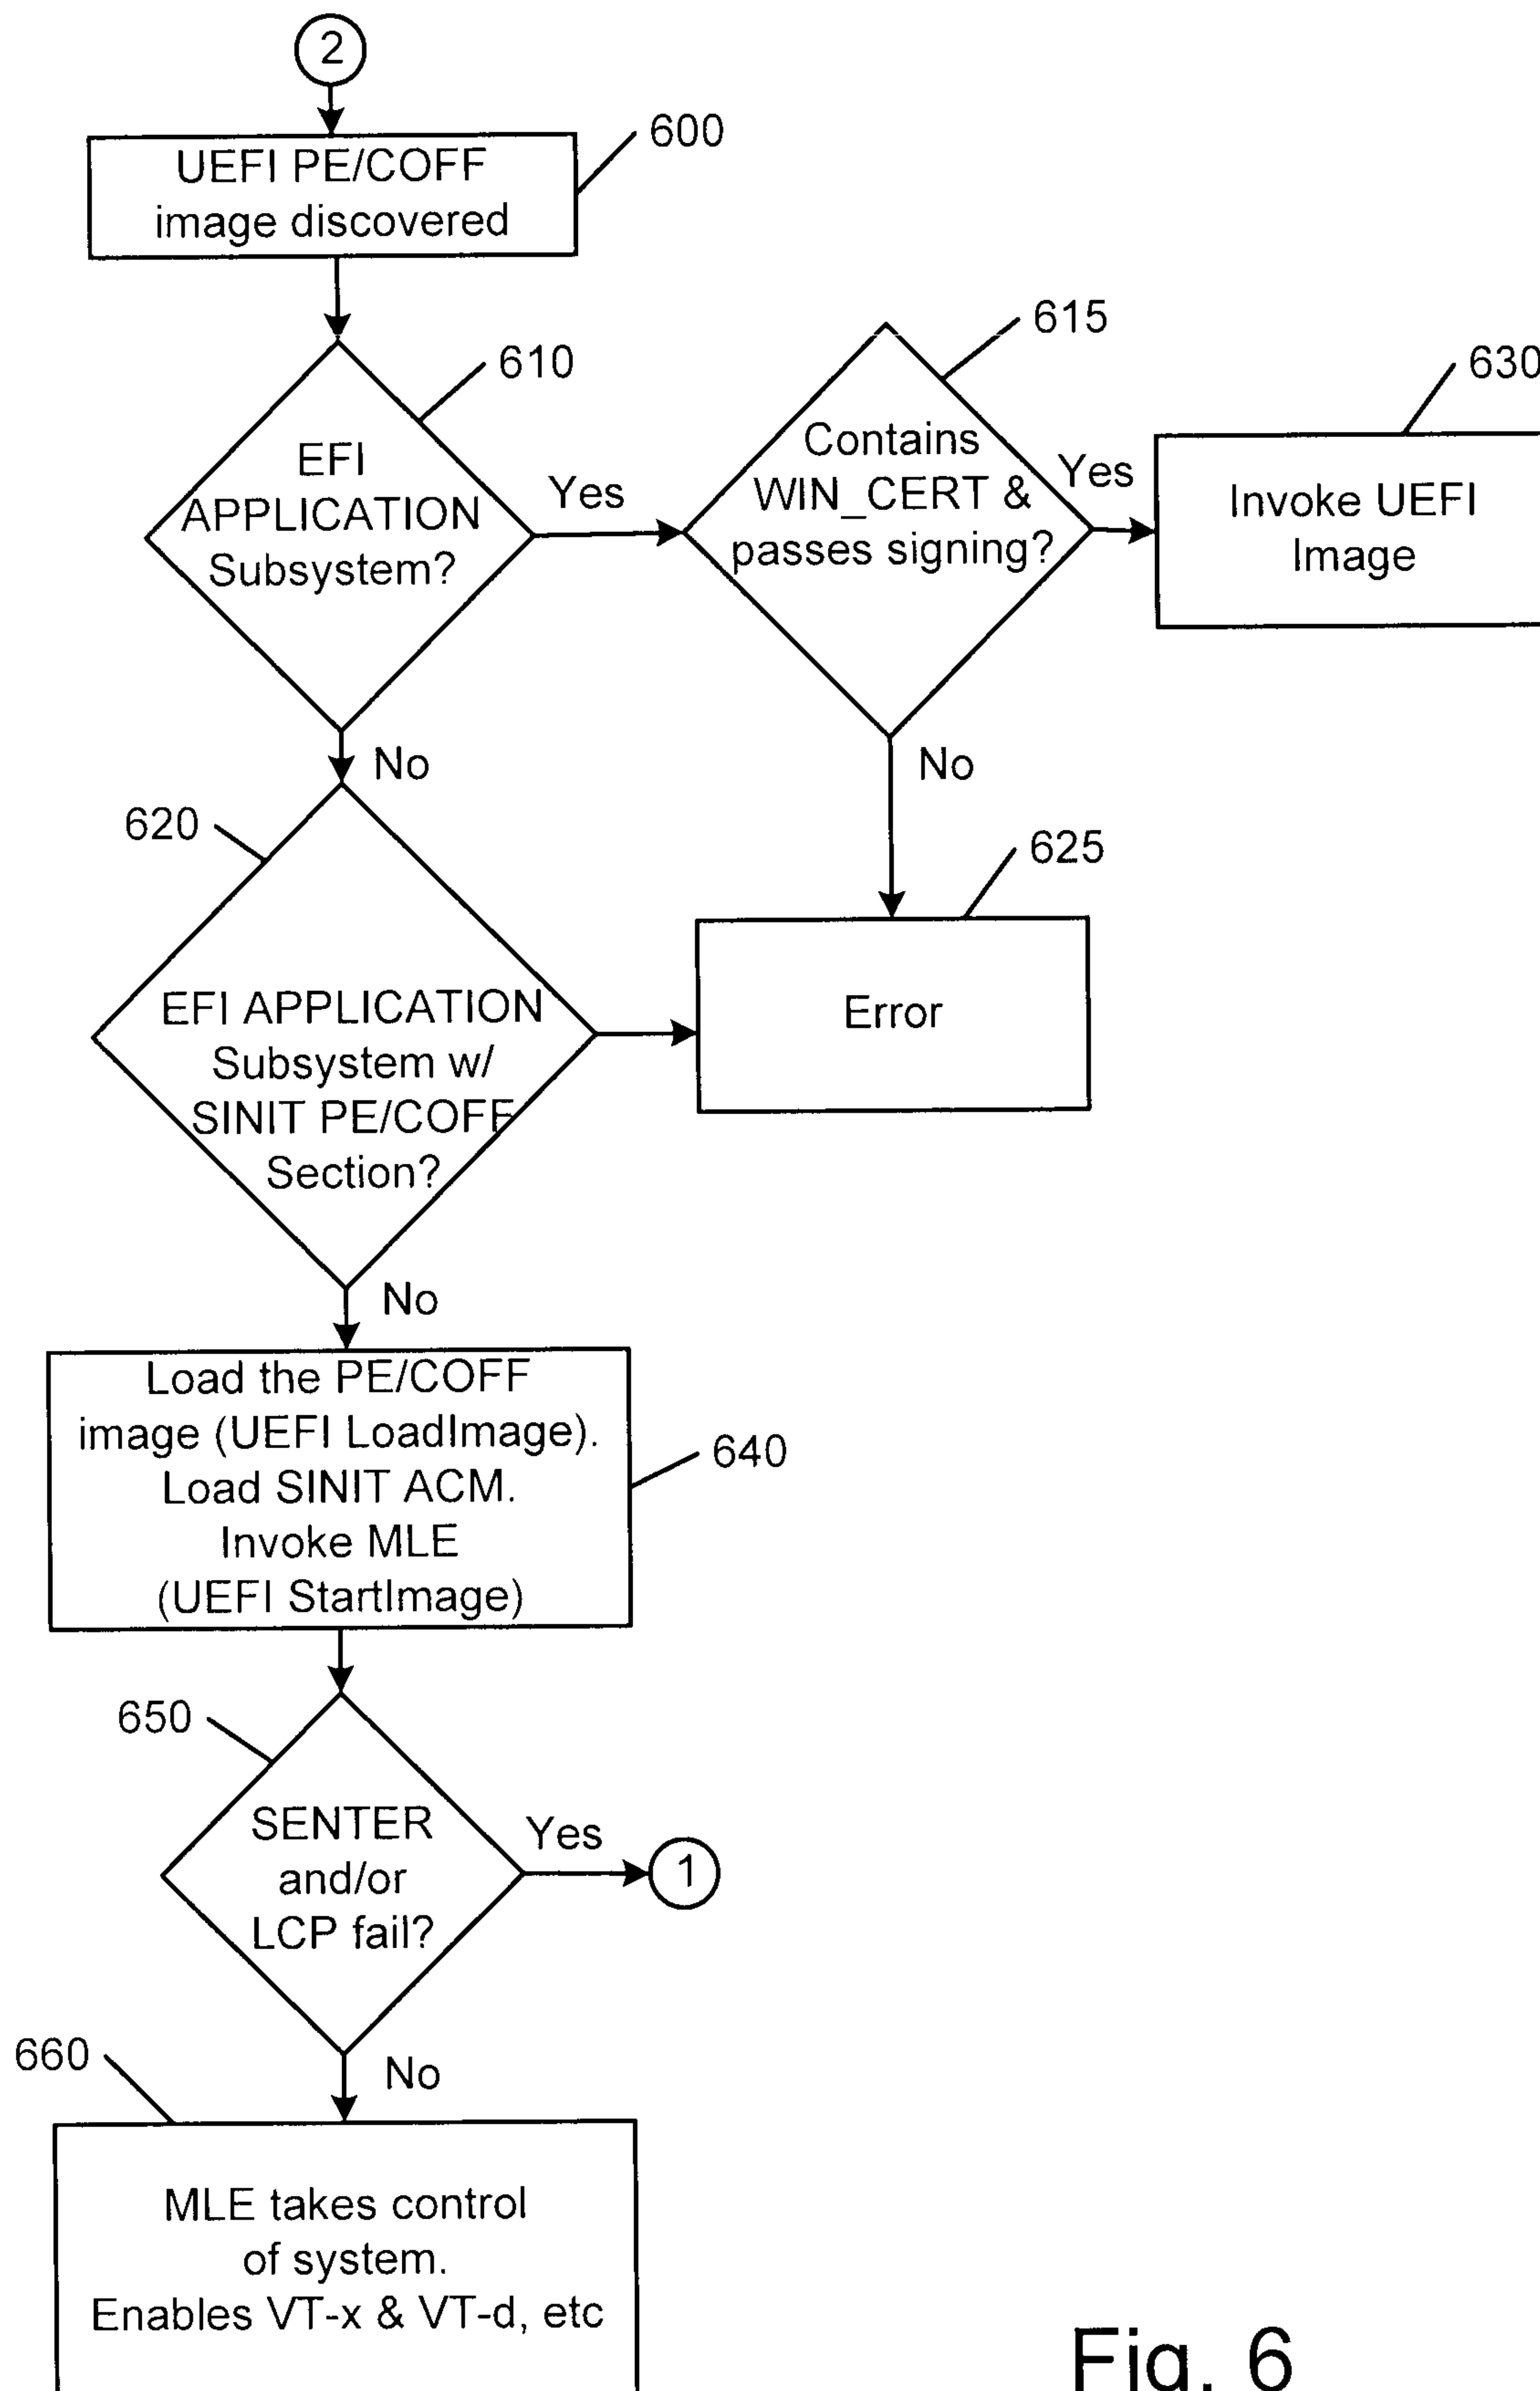 2
600
UEFI PE/COFF
image discovered
615
610
630
EFI
APPLICATION
Subsystem?
Yes
Contains
WIN_CERT &
passes signing?
Yes
Invoke UEFI
Image
No
No
620
625
EFI APPLICATION
Subsystem w/
SINIT PE/COFF
Section?
Error
No
Load the PE/COFF
image (UEFI LoadImage).
Load SINIT ACM.
Invoke MLE
(UEFI StartImage)
640
650
SENTER
and/or
LCP fail?
Yes
1
No
660
MLE takes control
of system.
Enables VT-x & VT-d, etc
Fig. 6